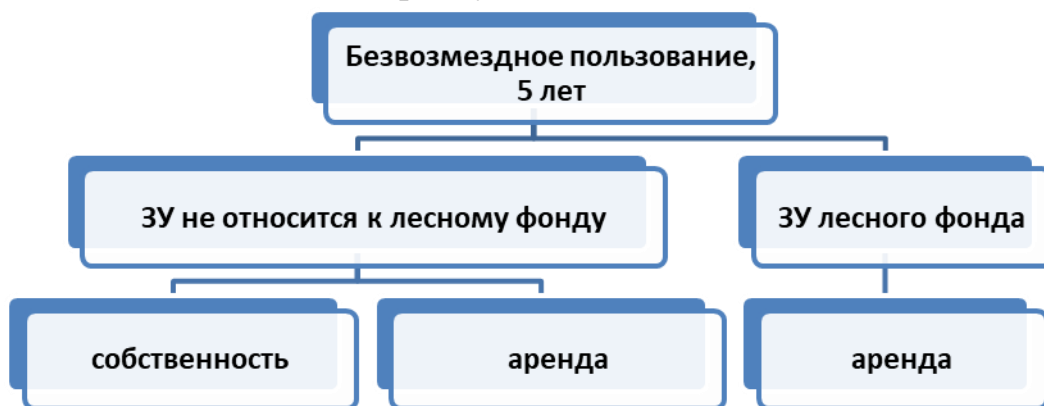 Безвозмездное пользование,
5 лет
ЗУ не относится к лесному фонду
ЗУ лесного фонда
собственность
аренда
аренда